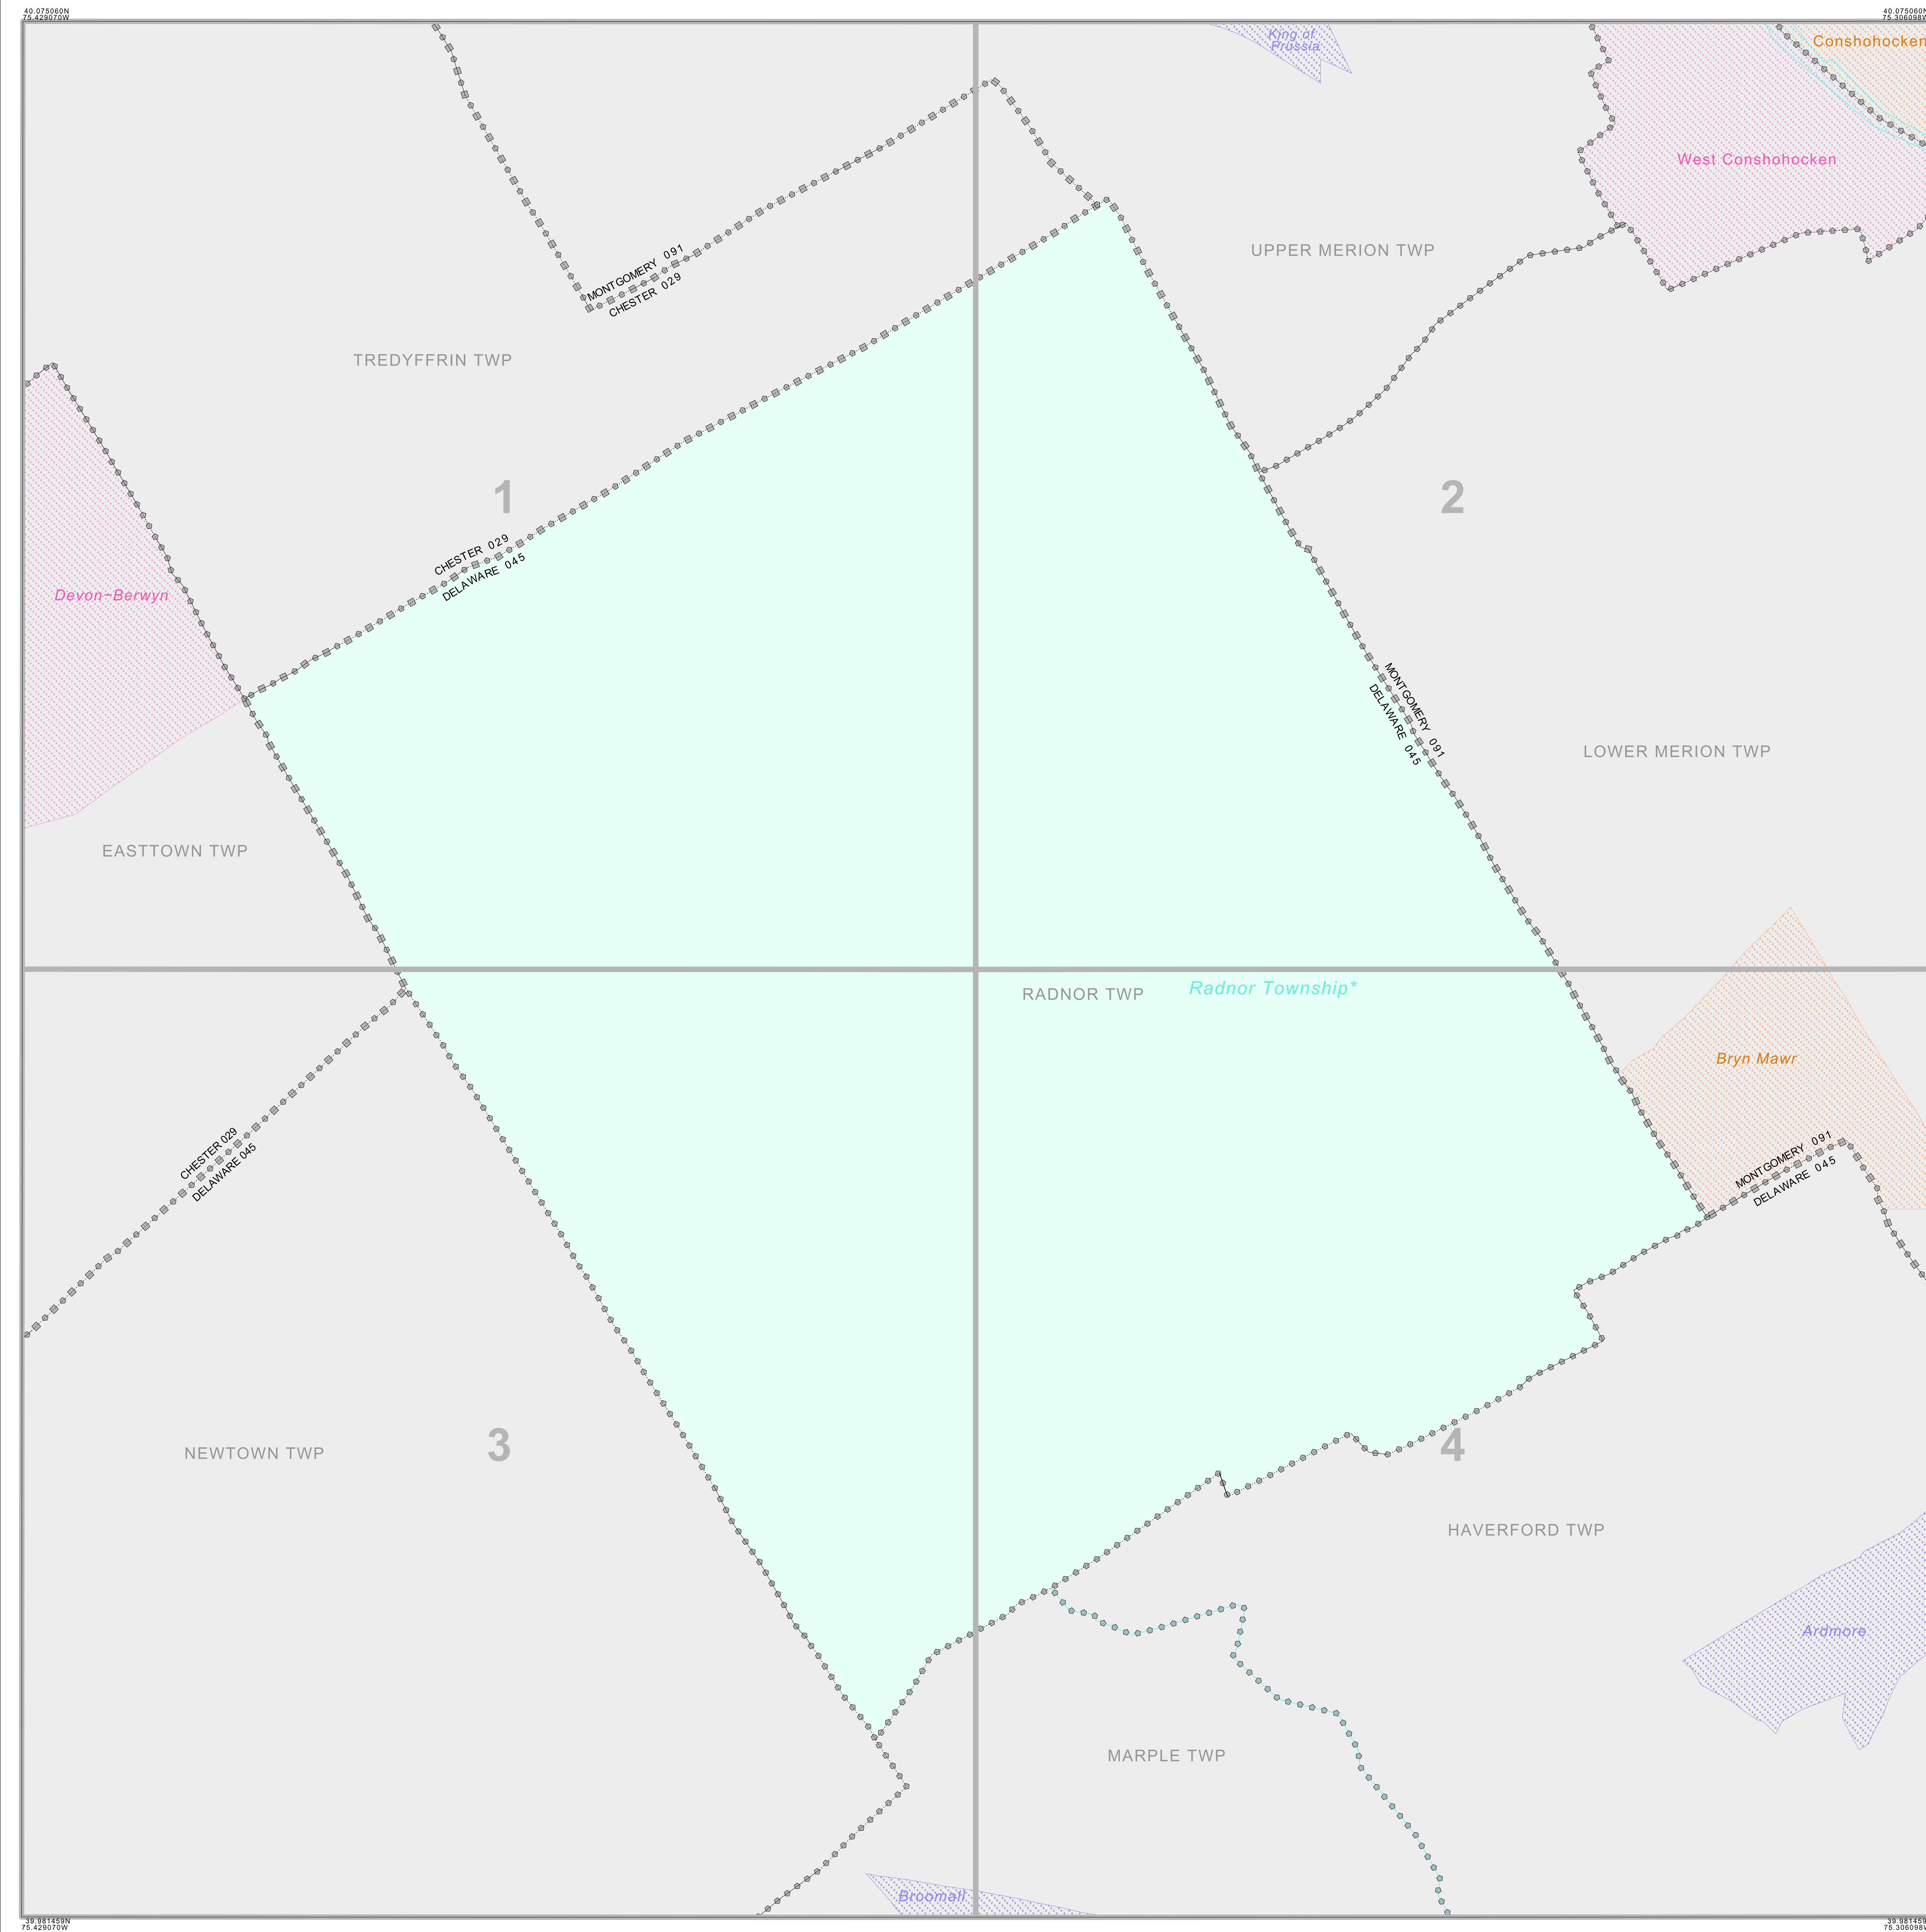 40.075060N
75.429070W
40.075060N
75.306098W
King of
Prussia
Conshohocken
West Conshohocken
UPPER MERION TWP
MONTGOMERY 091
CHESTER 029
TREDYFFRIN TWP
1
2
CHESTER 029
DELAWARE 045
Devon-Berwyn
MONTGOMERY 091
DELAWARE 045
LOWER MERION TWP
EASTTOWN TWP
RADNOR TWP
Radnor Township*
Bryn Mawr
CHESTER 029
DELAWARE 045
MONTGOMERY 091
DELAWARE 045
NEWTOWN TWP
3
4
HAVERFORD TWP
Ardmore
MARPLE TWP
Broomall
39.981459N
75.429070W
39.981459N
75.306098W